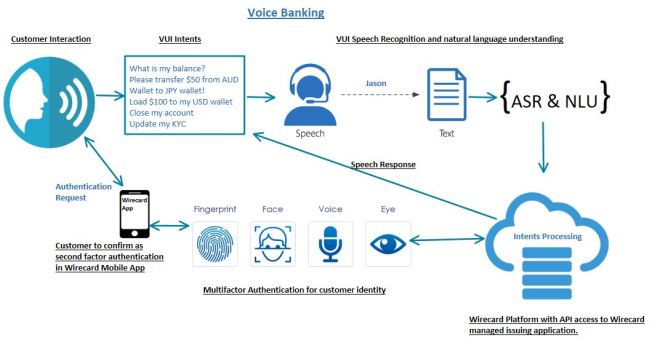 Voice Banking
Customer Interaction
VUI Intents
VUI Speech Recognition and natural language understanding
What is my balance?
Please transfer $50 from AUD
Wallet to JPY wallet!
Load $100 to my USD wallet
Close my account
Update my KYC
Jason
Speech
Text
{ASR & NLU}
Speech Response
Authentication
Request
Wirecard
App
Fingerprint
Face
Voice
Eye
Intents Processing
Customer to confirm as
second factor authentication
in Wirecard Mobile App
Multifactor Authentication for customer identity
Wirecard Platform with API access to Wirecard
managed issuing application.